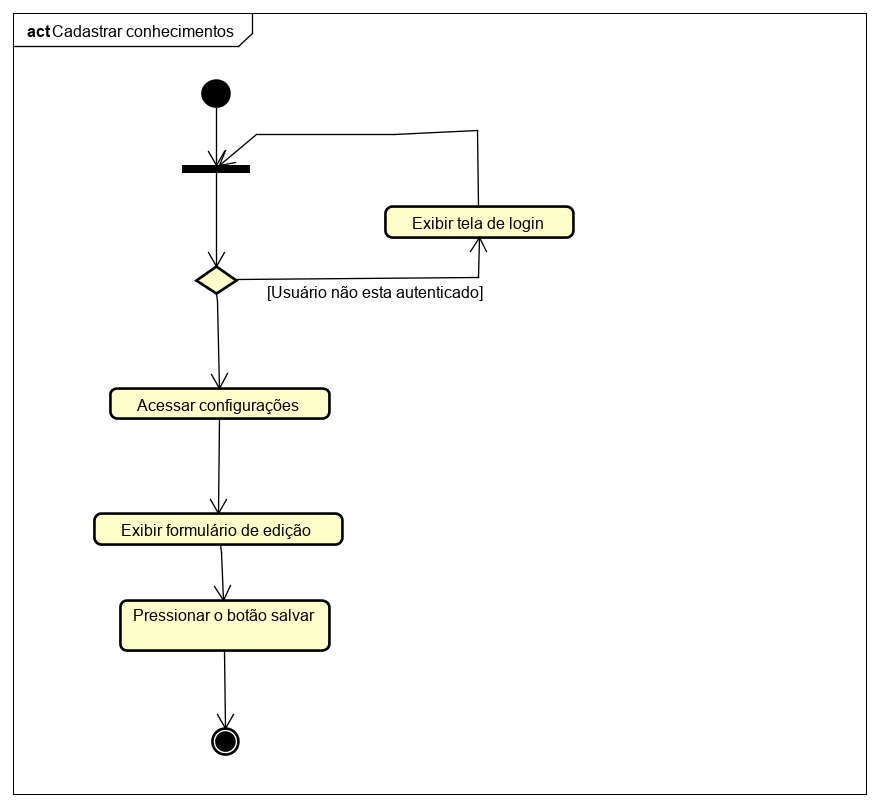 act Cadastrar conhecimentos
Exibir tela de login
[Usuário não esta autenticado]
Acessar configurações
Exibir formulário de edição
Pressionar o botão salvar